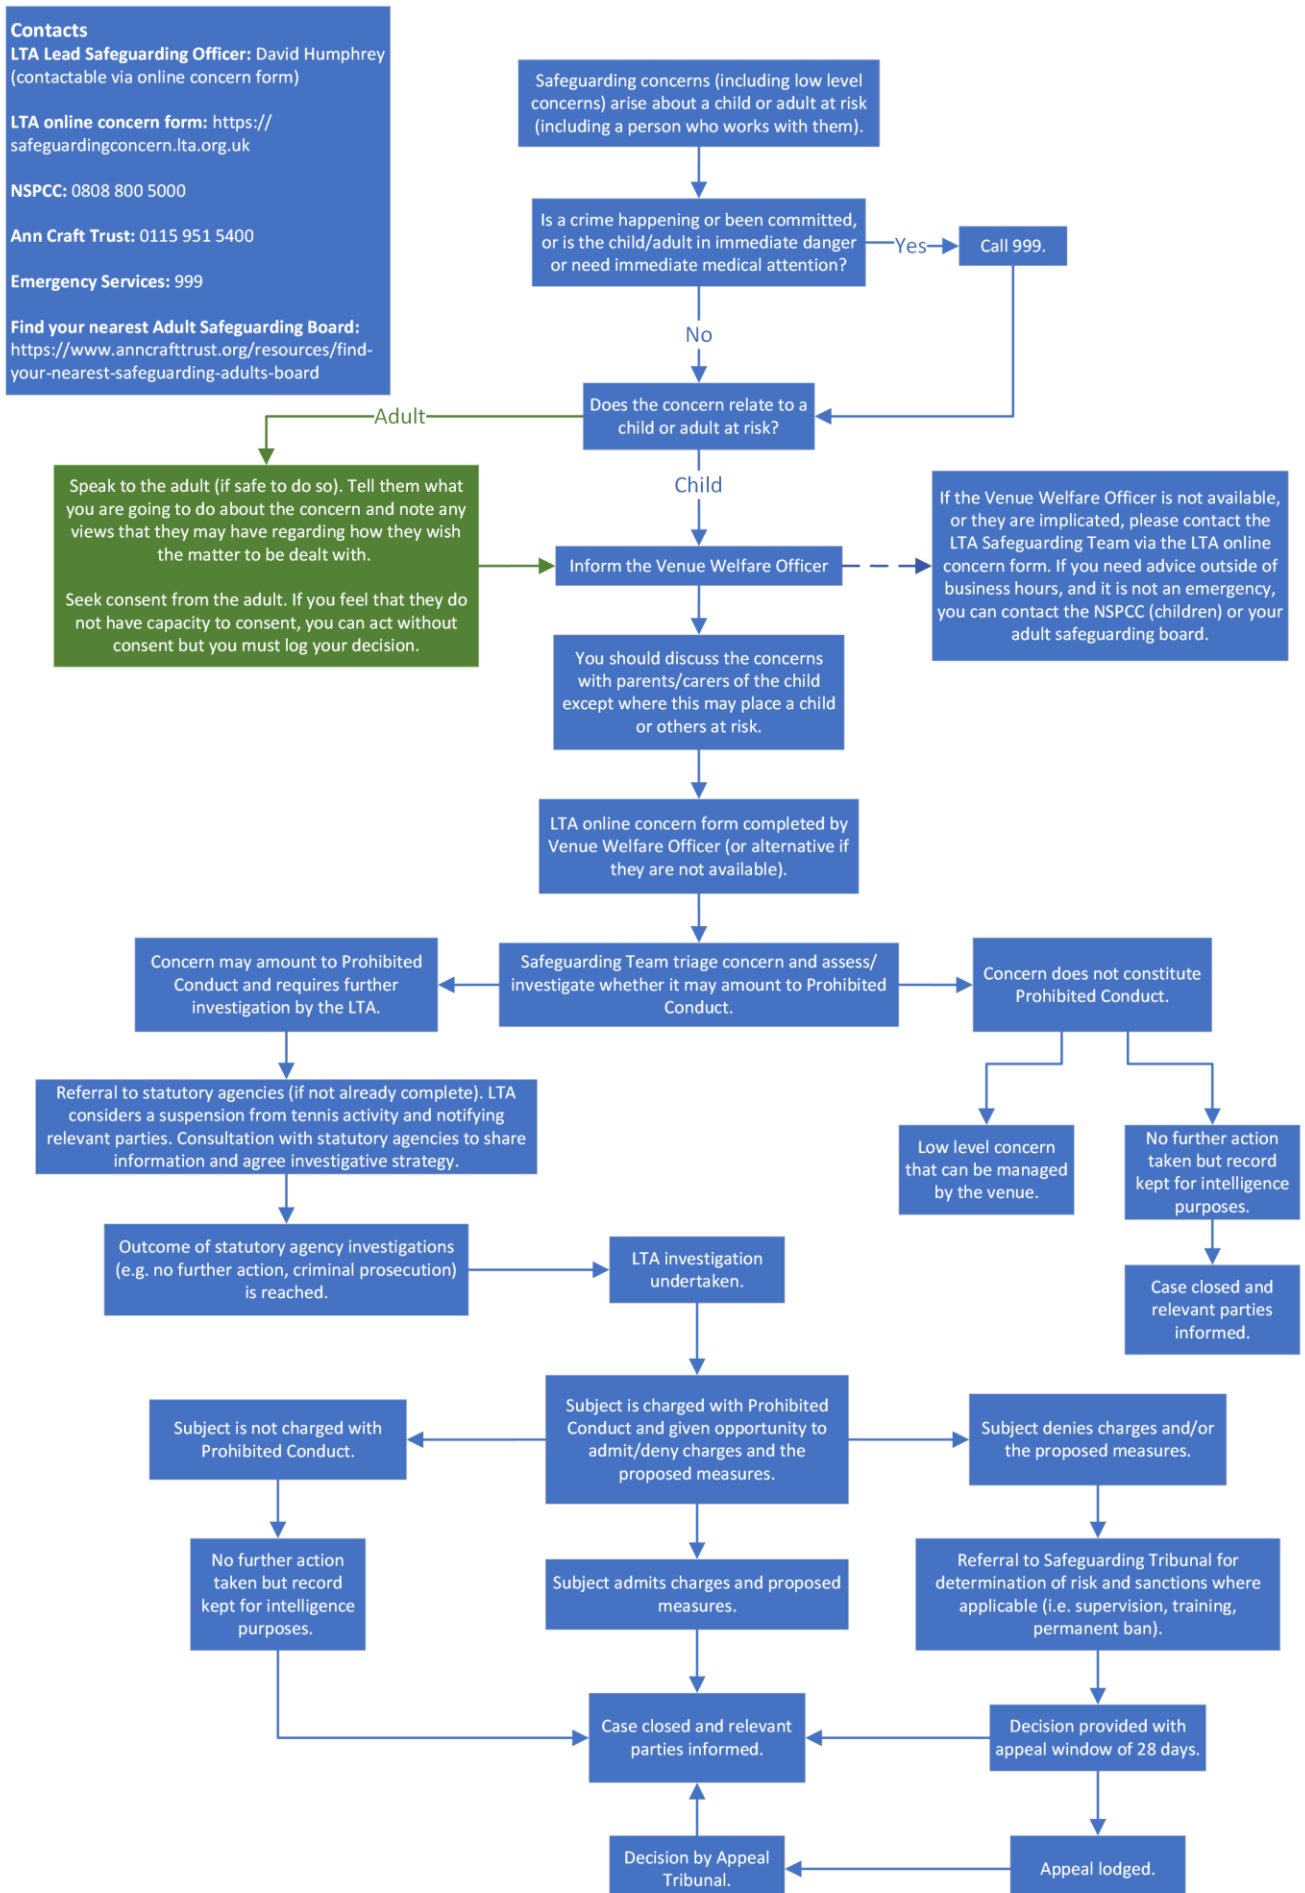 Contacts
LTA Lead Safeguarding Officer: David Humphrey
(contactable via online concern form)
LTA online concern form: https://
safeguardingconcern.lta.org.uk
NSPCC: 0808 800 5000
Ann Craft Trust: 0115 951 5400
Emergency Services: 999
Find your nearest Adult Safeguarding Board:
https://www.anncrafttrust.org/resources/find-
your-nearest-safeguarding-adults-board
Safeguarding concerns (including low level
concerns) arise about a child or adult at risk
(including a person who works with them).
Is a crime happening or been committed,
or is the child/adult in immediate danger
or need immediate medical attention?
Yes
Call 999.
No
Does the concern relate to a
child or adult at risk?
Adult
Speak to the adult (if safe to do so). Tell them what
you are going to do about the concern and note any
views that they may have regarding how they wish
the matter to be dealt with.
Seek consent from the adult. If you feel that they do
not have capacity to consent, you can act without
consent but you must log your decision.
Child
Inform the Venue Welfare Officer
If the Venue Welfare Officer is not available,
or they are implicated, please contact the
LTA Safeguarding Team via the LTA online
concern form. If you need advice outside of
business hours, and it is not an emergency,
you can contact the NSPCC (children) or your
adult safeguarding board.
You should discuss the concerns
with parents/carers of the child
except where this may place a child
or others at risk.
LTA online concern form completed by
Venue Welfare Officer (or alternative if
they are not available).
Safeguarding Team triage concern and assess/
investigate whether it may amount to Prohibited
Conduct.
Concern may amount to Prohibited
Conduct and requires further
investigation by the LTA.
Concern does not constitute
Prohibited Conduct.
Referral to statutory agencies (if not already complete). LTA
considers a suspension from tennis activity and notifying
relevant parties. Consultation with statutory agencies to share
information and agree investigative strategy.
Low level concern
that can be managed
by the venue.
No further action
taken but record
kept for intelligence
purposes.
Outcome of statutory agency investigations
(e.g. no further action, criminal prosecution)
is reached.
LTA investigation
undertaken.
Case closed and
relevant parties
informed.
Subject is not charged with
Prohibited Conduct.
Subject is charged with Prohibited
Conduct and given opportunity to
admit/deny charges and the
proposed measures.
Subject denies charges and/or
the proposed measures.
No further action
taken but record
kept for intelligence
purposes.
Subject admits charges and proposed
measures.
Referral to Safeguarding Tribunal for
determination of risk and sanctions where
applicable (i.e. supervision, training,
permanent ban).
Case closed and relevant
parties informed.
Decision provided with
appeal window of 28 days.
Decision by Appeal
Tribunal.
Appeal lodged.